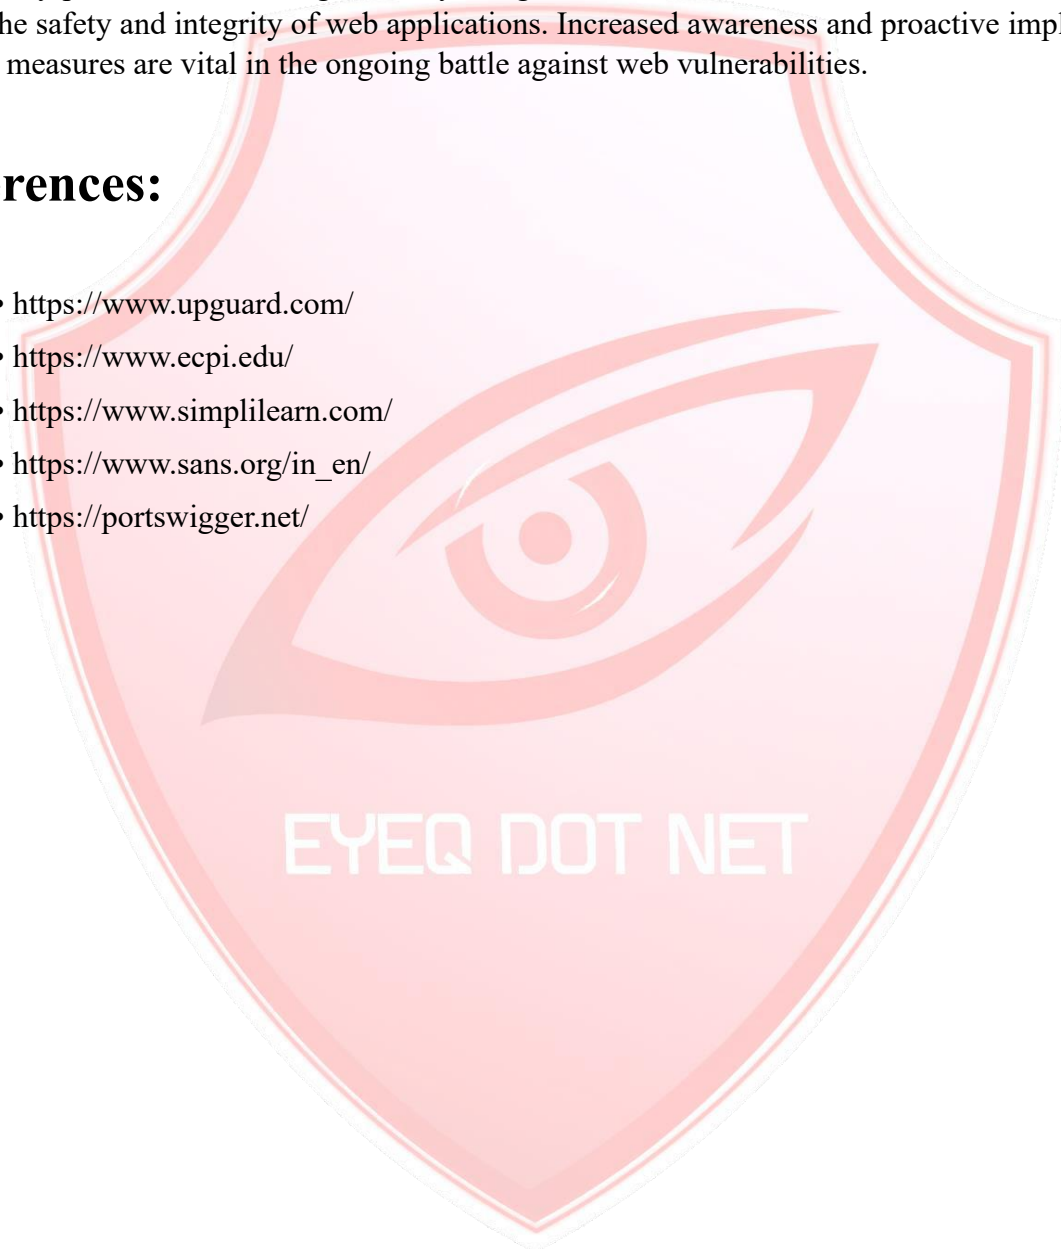 he safety and integrity of web applications. Increased awareness and proactive impl
measures are vital in the ongoing battle against web vulnerabilities.
rences:
• https://www.upguard.com/
• https://www.ecpi.edu/
• https://www.simplilearn.com/
• https://www.sans.org/in_en/
• https://portswigger.net/
EYEQ DOT NET